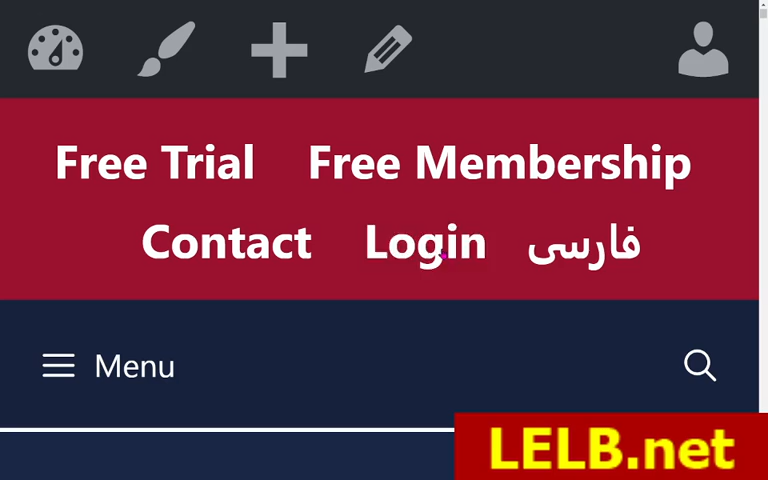 Free Trial Free Membership
Contact Login فارسی
Menu
LELB.net